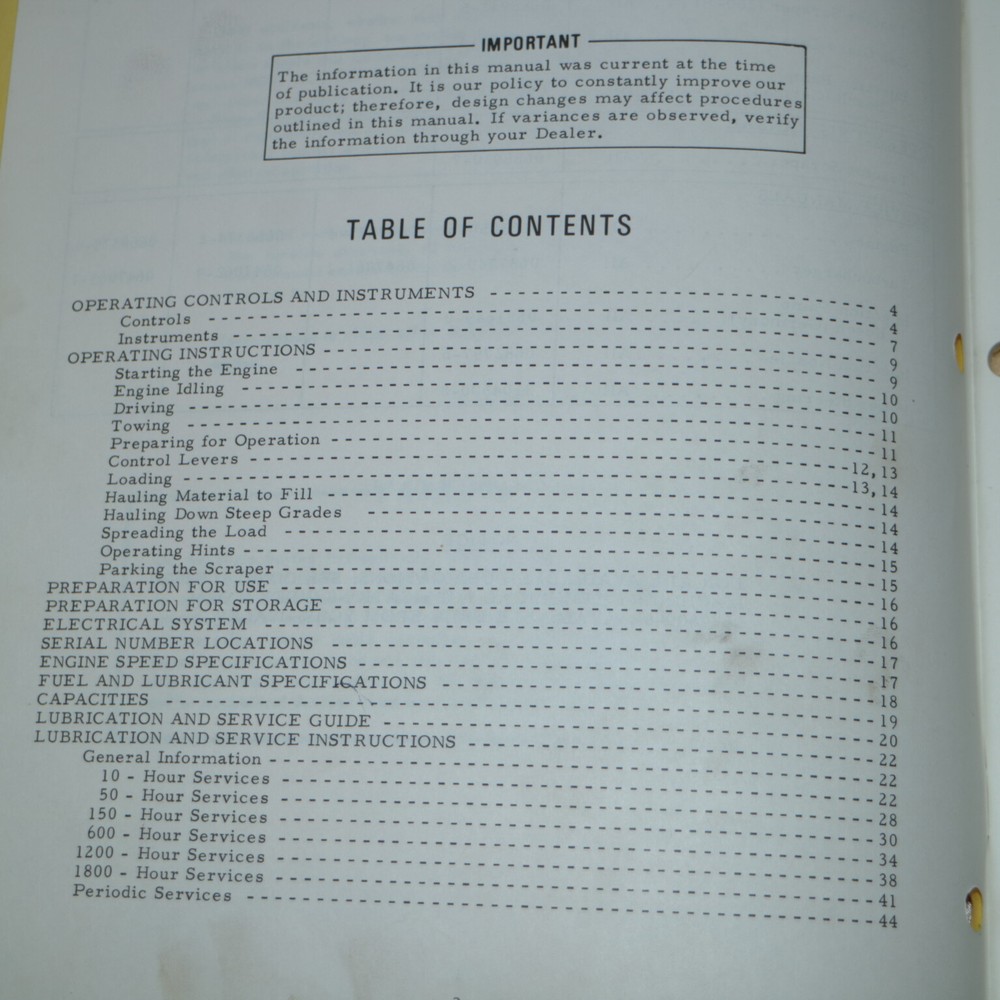 IMPORTANT
The information in this manual was current at the time
of publication. It is our policy to constantly improve our
product; therefore, design changes may affect procedures
outlined in this manual. If variances are observed, verify
the information through your Dealer.
TABLE OF CONTENTS
OPERATING CONTROLS AND INSTRUMENTS - - - - - - - - - - 4
Controls - - - - - - - - - - 4
Instruments - - - - - - - - - - 7
OPERATING INSTRUCTIONS - - - - - - - - - - 9
Starting the Engine - - - - - - - - - - 9
Engine Idling - - - - - - - - - - 10
Driving - - - - - - - - - - 10
Towing - - - - - - - - - - 11
Preparing for Operation - - - - - - - - - - 11
Control Levers - - - - - - - - - - 12, 13
Loading - - - - - - - - - - 13, 14
Hauling Material to Fill - - - - - - - - - - 14
Hauling Down Steep Grades - - - - - - - - - - 14
Spreading the Load - - - - - - - - - - 14
Operating Hints - - - - - - - - - - 15
Parking the Scraper - - - - - - - - - - 15
PREPARATION FOR USE - - - - - - - - - - 16
PREPARATION FOR STORAGE - - - - - - - - - - 16
ELECTRICAL SYSTEM - - - - - - - - - - 16
SERIAL NUMBER LOCATIONS - - - - - - - - - - 17
ENGINE SPEED SPECIFICATIONS - - - - - - - - - - 17
FUEL AND LUBRICANT SPECIFICATIONS - - - - - - - - - - 18
CAPACITIES - - - - - - - - - - 19
LUBRICATION AND SERVICE GUIDE - - - - - - - - - - 20
LUBRICATION AND SERVICE INSTRUCTIONS - - - - - - - - - - 22
General Information - - - - - - - - - - 22
10 - Hour Services - - - - - - - - - - 22
50 - Hour Services - - - - - - - - - - 28
150 - Hour Services - - - - - - - - - - 30
600 - Hour Services - - - - - - - - - - 34
1200 - Hour Services - - - - - - - - - - 38
1800 - Hour Services - - - - - - - - - - 41
Periodic Services - - - - - - - - - - 44